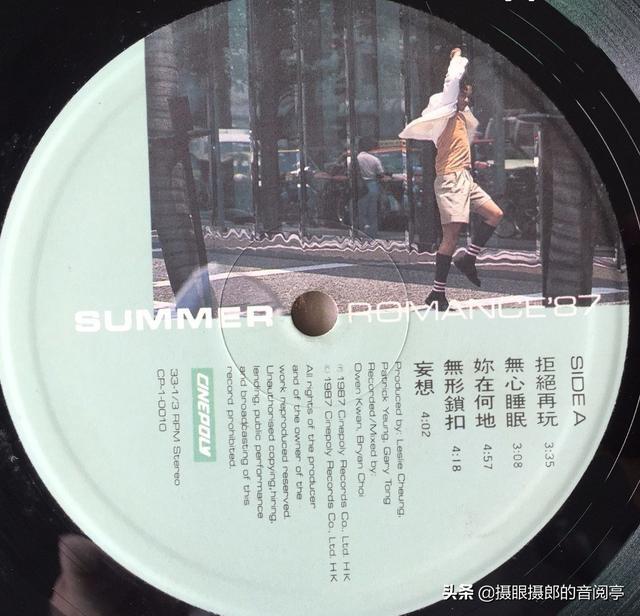 SUMMER ROMANCE'87
SIDE A
拒絕再玩 3:35
無心睡眠 3:08
妳在何地 4:57
無形鎖扣 4:18
妄想 4:02
Produced by: Leslie Cheung,
Patrick Yeung, Gary Tong
Recorded/Mixed by:
Owen Kwan, Bryan Choi
℗ 1987 Cinepoly Records Co., Ltd. H K
© 1987 Cinepoly Records Co., Ltd. H K
All rights of the producer
and of the owner of the
work reproduced reserved.
Unauthorised copying, hiring,
lending, public performance
and broadcasting of this
record prohibited.
CINEPOLY
33-1/3 RPM Stereo
CP-1-0010
头条 @摄眼摄郎的音阅亭